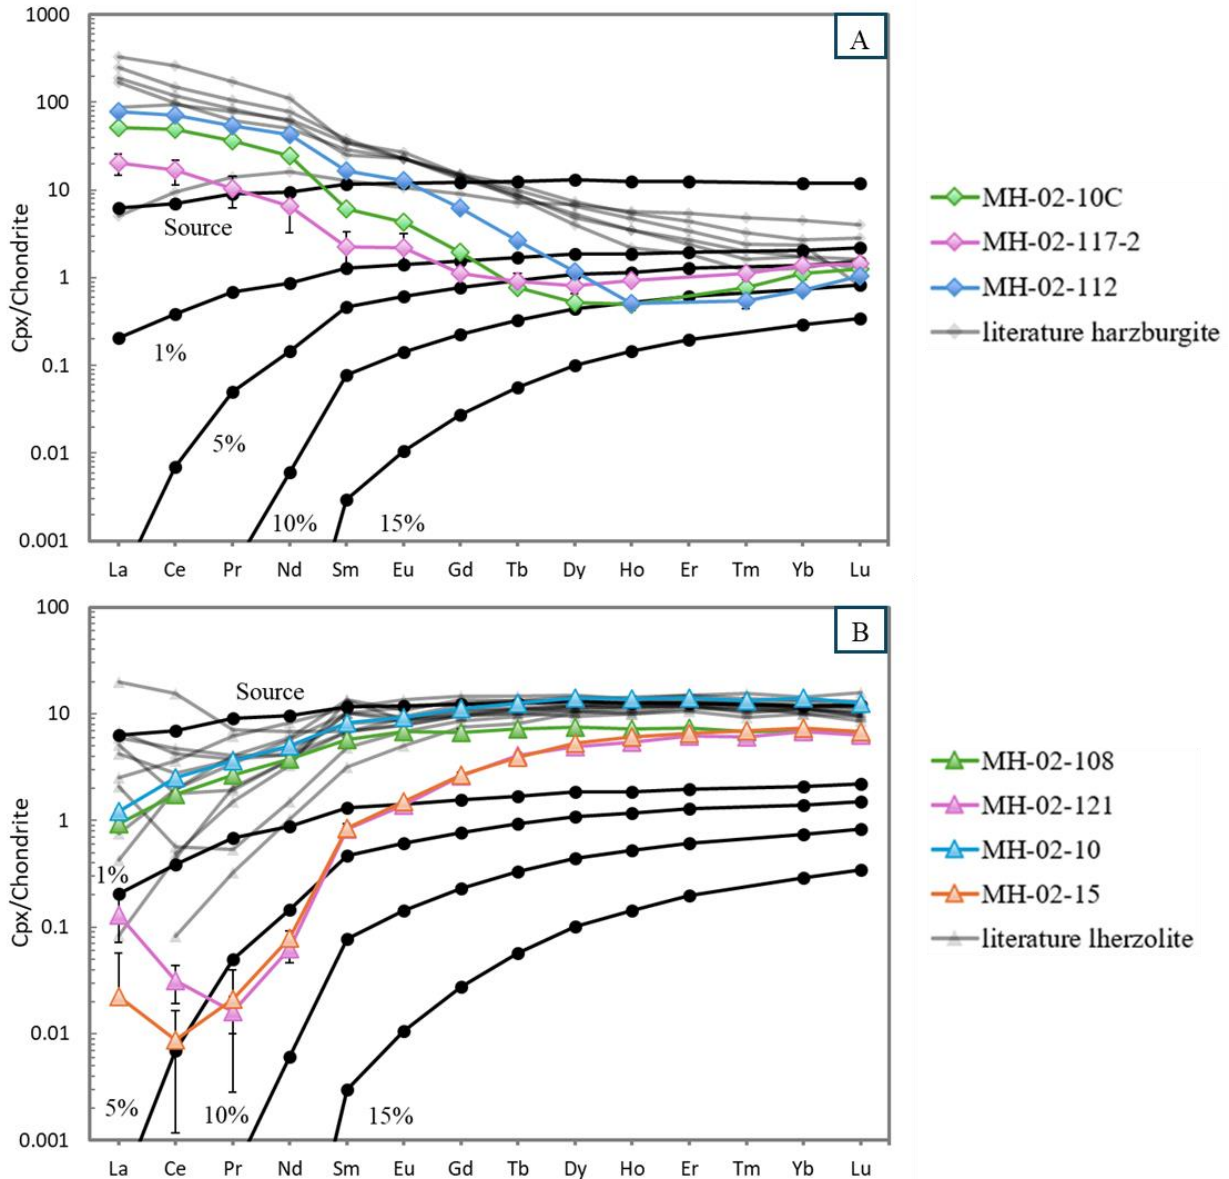 A
1000
100
10
1
0.1
0.01
0.001
Cpx/Chondrite
Source
1%
5%
10%
15%
La Ce Pr Nd Sm Eu Gd Tb Dy Ho Er Tm Yb Lu
MH-02-10C
MH-02-117-2
MH-02-112
literature harzburgite
B
100
10
1
0.1
0.01
0.001
Cpx/Chondrite
Source
1%
5%
10%
15%
La Ce Pr Nd Sm Eu Gd Tb Dy Ho Er Tm Yb Lu
MH-02-108
MH-02-121
MH-02-10
MH-02-15
literature lherzolite